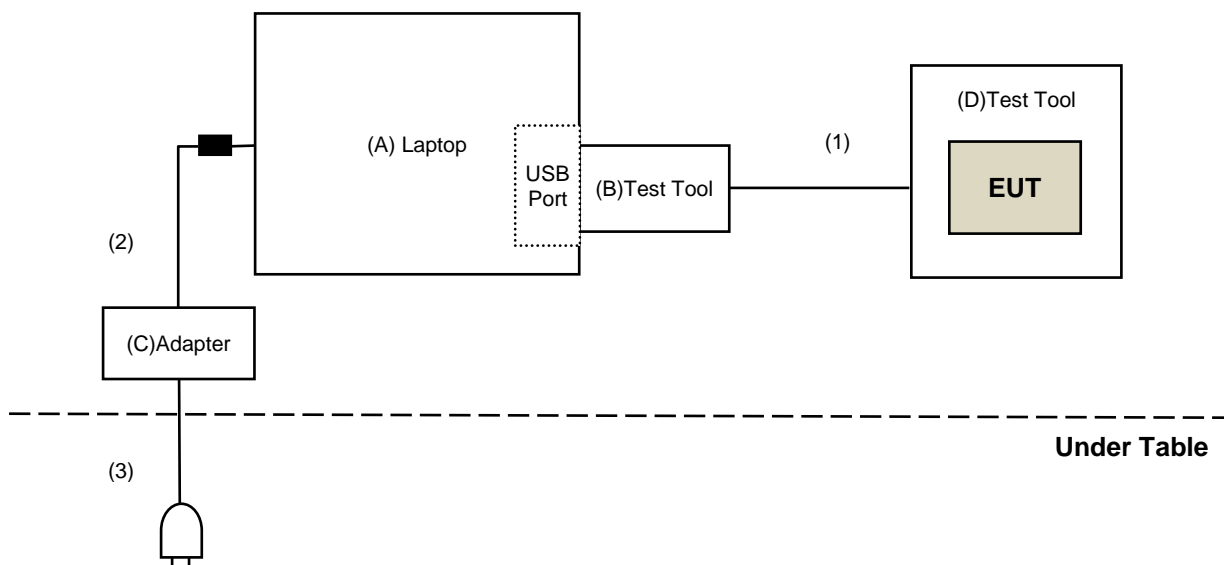 (D)Test Tool
(1)
(A) Laptop
USB
Port
(B)Test Tool
EUT
(2)
(C)Adapter
Under Table
(3)